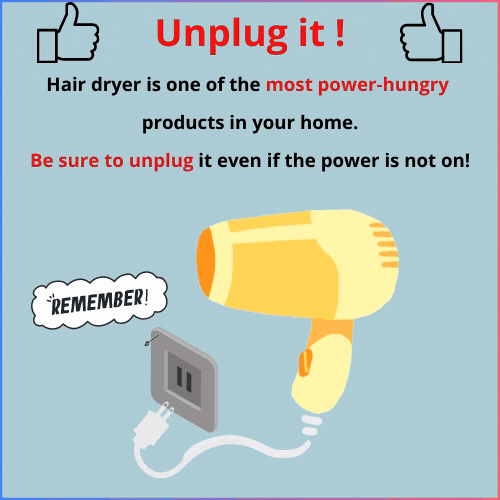 Unplug it !
Hair dryer is one of the most power-hungry
products in your home.
Be sure to unplug it even if the power is not on!
REMEMBER!